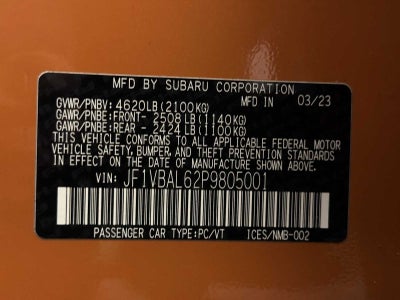 MFD BY SUBARU CORPORATION
GVWR/PNBV: 4620LB(2100KG) IN 03/23
GAWR/PNBE:FRONT- 2508 LB(1140KG)
GAWR/PNBE:REAR - 2424 LB(1100KG)
THIS VEHICLE CONFORMS TO ALL APPLICABLE FEDERAL MOTOR
VEHICLE SAFETY,BUMPER, AND THEFT PREVENTION STANDARDS
IN EFFECT ON THE DATE OF MANUFACTURE SHOWN ABOVE.
VIN: JF1VBAL62P9805001
PASSENGER CAR TYPE:PC/VT ICES/NMB-002